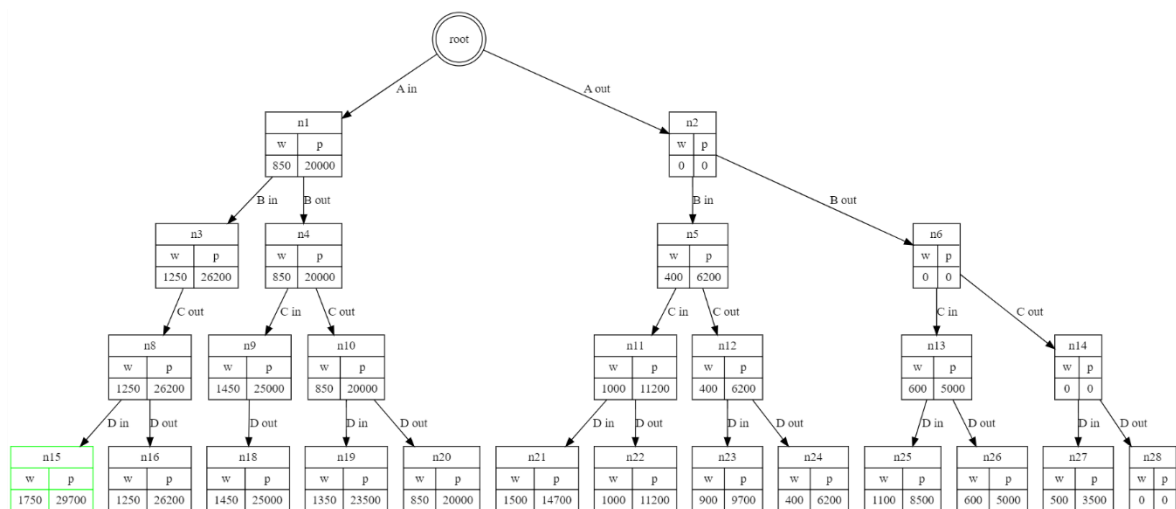 root
A in A out
n1 n2
w p w p
850 20000 0 0
B in B out B in B out
n3 n4 n5 n6
w p w p w p w p
1250 26200 850 20000 400 6200 0 0
C out C in C out C in C out C in C out
n8 n9 n10 n11 n12 n13 n14
w p w p w p w p w p w p w p
1250 26200 1450 25000 850 20000 1000 11200 400 6200 600 5000 0 0
D in D out D out D in D out D in D out D in D out D in D out D in D out
n15 n16 n18 n19 n20 n21 n22 n23 n24 n25 n26 n27 n28
w p w p w p w p w p w p w p w p w p w p w p w p w p
1750 29700 1250 26200 1450 25000 1350 23500 850 20000 1500 14700 1000 11200 900 9700 400 6200 1100 8500 600 5000 500 3500 0 0